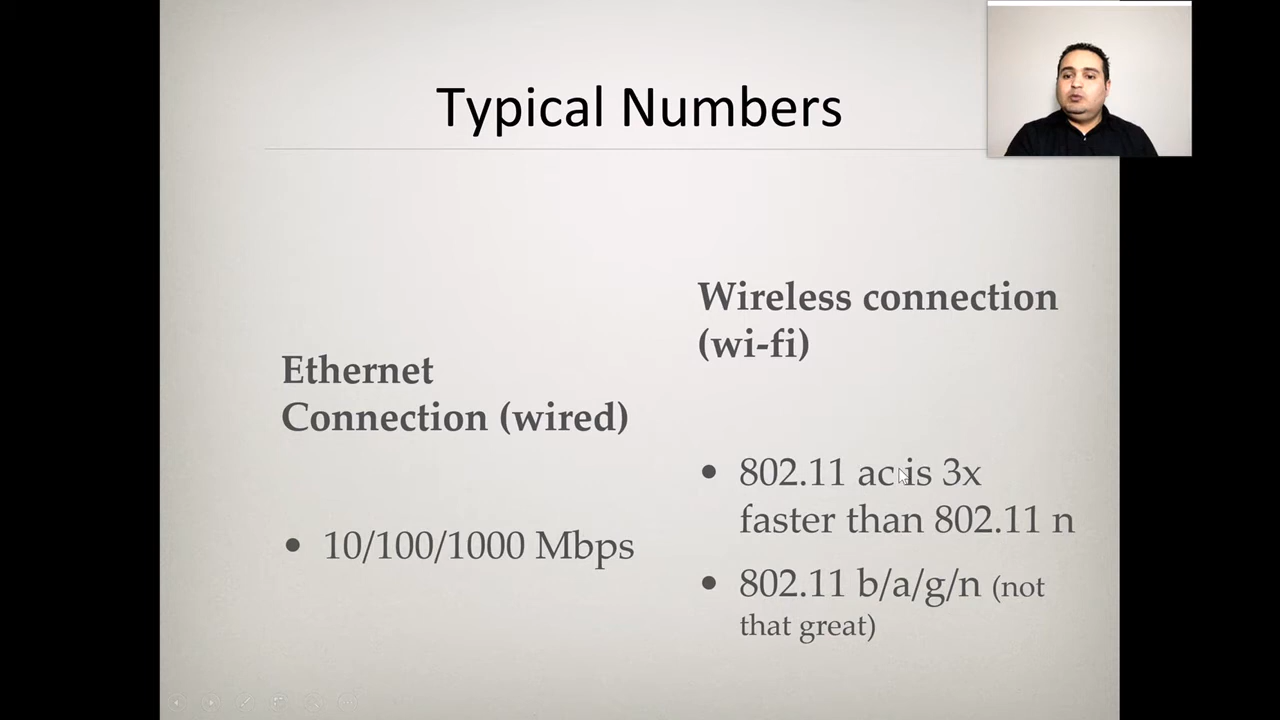 Typical Numbers
Ethernet
Connection (wired)
• 10/100/1000 Mbps
Wireless connection
(wi-fi)
• 802.11 ac is 3x
faster than 802.11 n
• 802.11 b/a/g/n (not
that great)